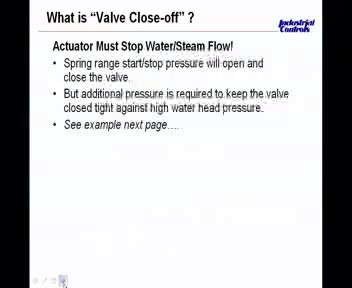 What is “Valve Close-off” ?
Industrial
Controls
Actuator Must Stop Water/Steam Flow!
• Spring range start/stop pressure will open and
close the valve.
• But additional pressure is required to keep the valve
closed tight against high water head pressure.
• See example next page….